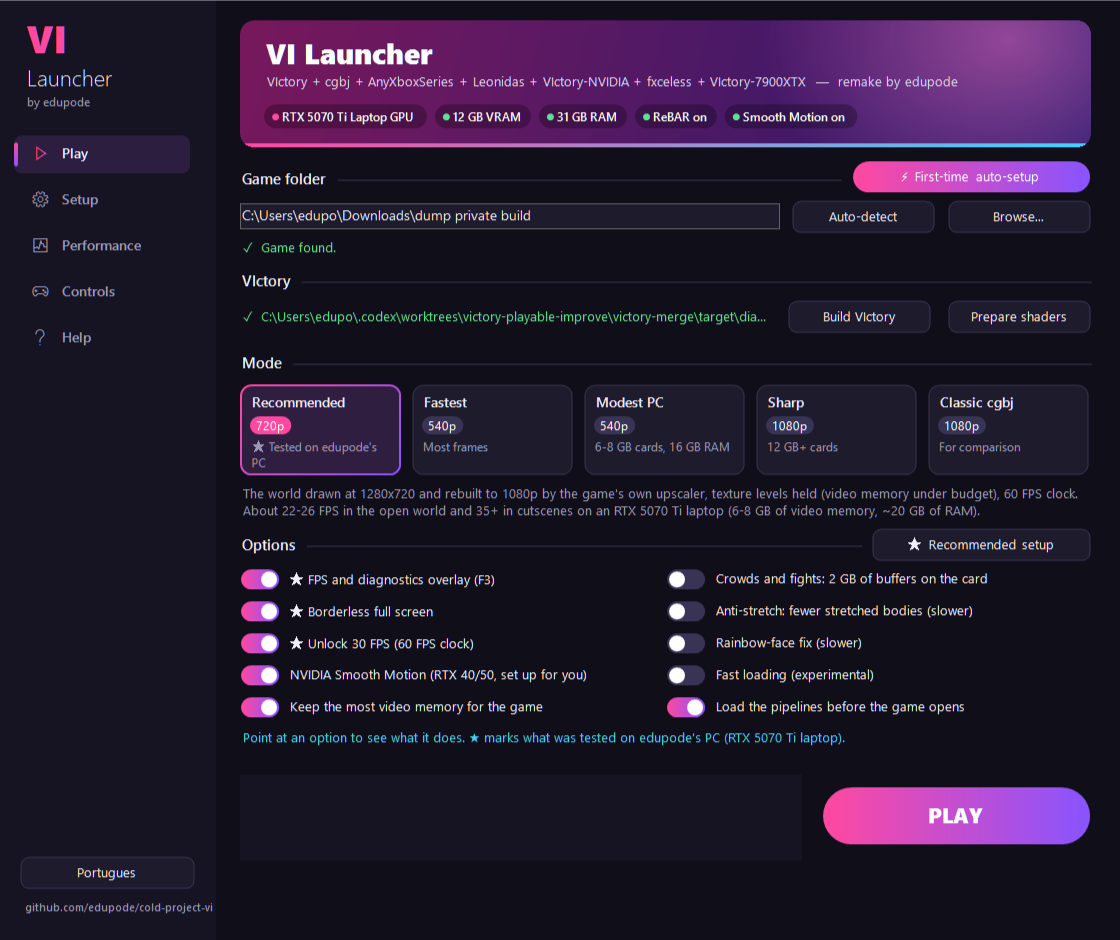 VI
Launcher
by edupode
Play
Setup
Performance
Controls
Help
Portugues
github.com/edupode/cold-project-vi
VI Launcher
VIctory + cgbj + AnyXboxSeries + Leonidas + VIctory-NVIDIA + fxceless + VIctory-7900XTX — remake by edupode
RTX 5070 Ti Laptop GPU
12 GB VRAM
31 GB RAM
ReBAR on
Smooth Motion on
Game folder
⚡ First-time auto-setup
C:\Users\edupo\Downloads\dump private build
Auto-detect
Browse...
✓ Game found.
VIctory
✓ C:\Users\edupo\.codex\worktrees\victory-playable-improve\victory-merge\target\dia...
Build VIctory
Prepare shaders
Mode
Recommended
720p
★ Tested on edupode's
PC
Fastest
540p
Most frames
Modest PC
540p
6-8 GB cards, 16 GB RAM
Sharp
1080p
12 GB+ cards
Classic cgbj
1080p
For comparison
The world drawn at 1280x720 and rebuilt to 1080p by the game's own upscaler, texture levels held (video memory under budget), 60 FPS clock.
About 22-26 FPS in the open world and 35+ in cutscenes on an RTX 5070 Ti laptop (6-8 GB of video memory, ~20 GB of RAM).
Options
★ Recommended setup
★ FPS and diagnostics overlay (F3)
Crowds and fights: 2 GB of buffers on the card
★ Borderless full screen
Anti-stretch: fewer stretched bodies (slower)
★ Unlock 30 FPS (60 FPS clock)
Rainbow-face fix (slower)
NVIDIA Smooth Motion (RTX 40/50, set up for you)
Fast loading (experimental)
Keep the most video memory for the game
Load the pipelines before the game opens
Point at an option to see what it does. ★ marks what was tested on edupode's PC (RTX 5070 Ti laptop).
PLAY